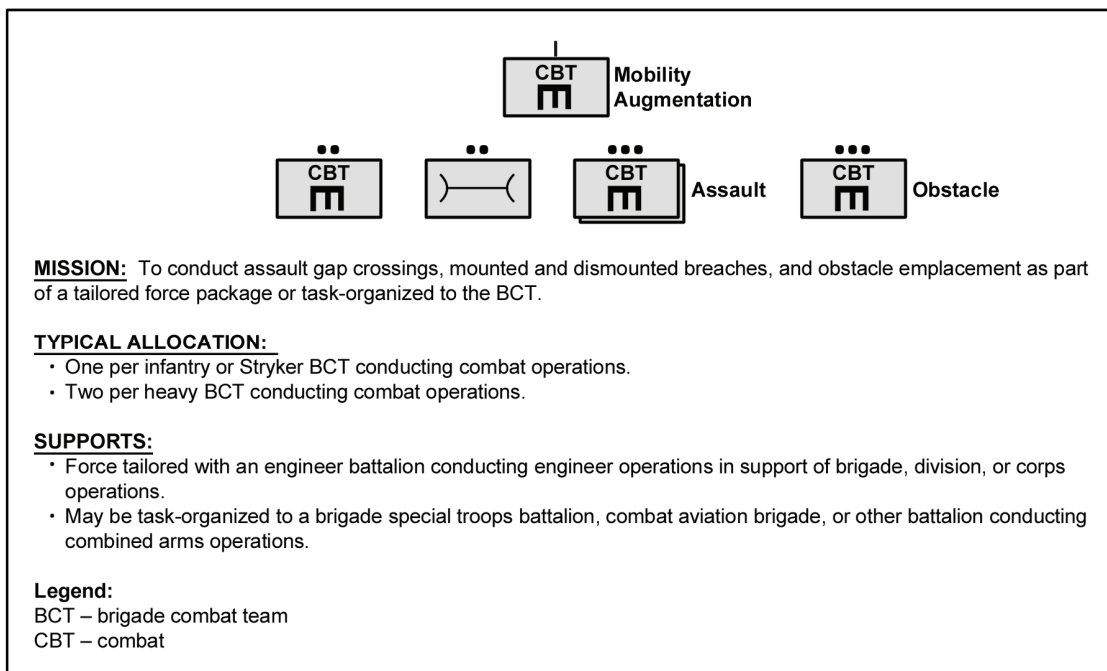 CBT
Mobility
Augmentation
CBT
CBT
Assault
CBT
Obstacle
MISSION: To conduct assault gap crossings, mounted and dismounted breaches, and obstacle emplacement as part
of a tailored force package or task-organized to the BCT.
TYPICAL ALLOCATION:
• One per infantry or Stryker BCT conducting combat operations.
• Two per heavy BCT conducting combat operations.
SUPPORTS:
• Force tailored with an engineer battalion conducting engineer operations in support of brigade, division, or corps
operations.
• May be task-organized to a brigade special troops battalion, combat aviation brigade, or other battalion conducting
combined arms operations.
Legend:
BCT – brigade combat team
CBT – combat